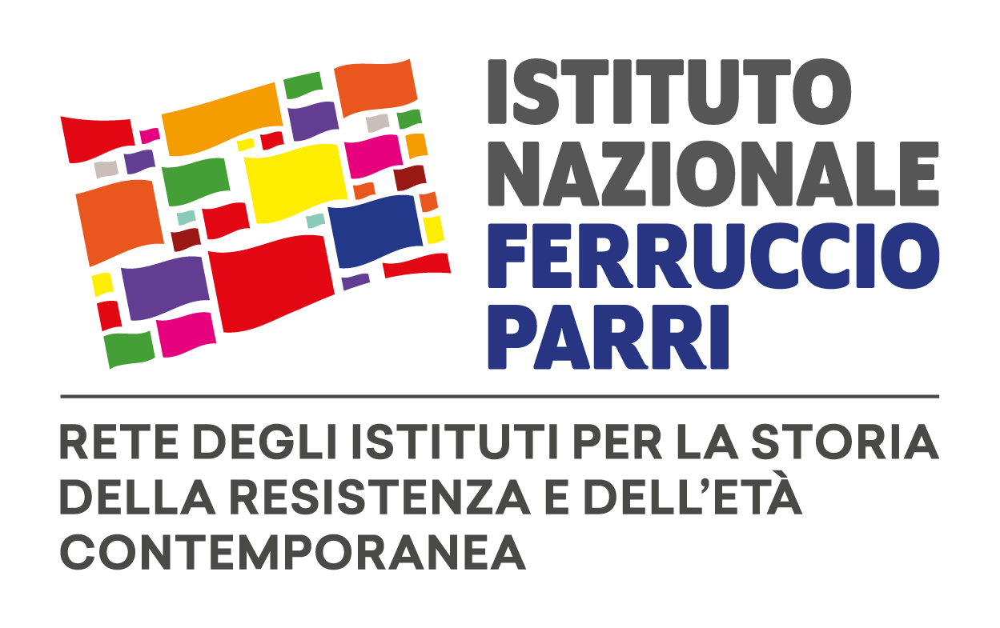 ISTITUTO
NAZIONALE
FERRUCCIO
PARRI
RETE DEGLI ISTITUTI PER LA STORIA
DELLA RESISTENZA E DELL’ETÀ
CONTEMPORANEA